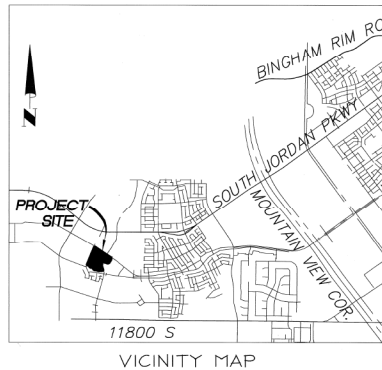 BINGHAM RIM RO
N
SOUTH JORDAN PKWY
PROJECT
SITE
MOUNTAIN VIEW COR.
11800 S
VICINITY MAP